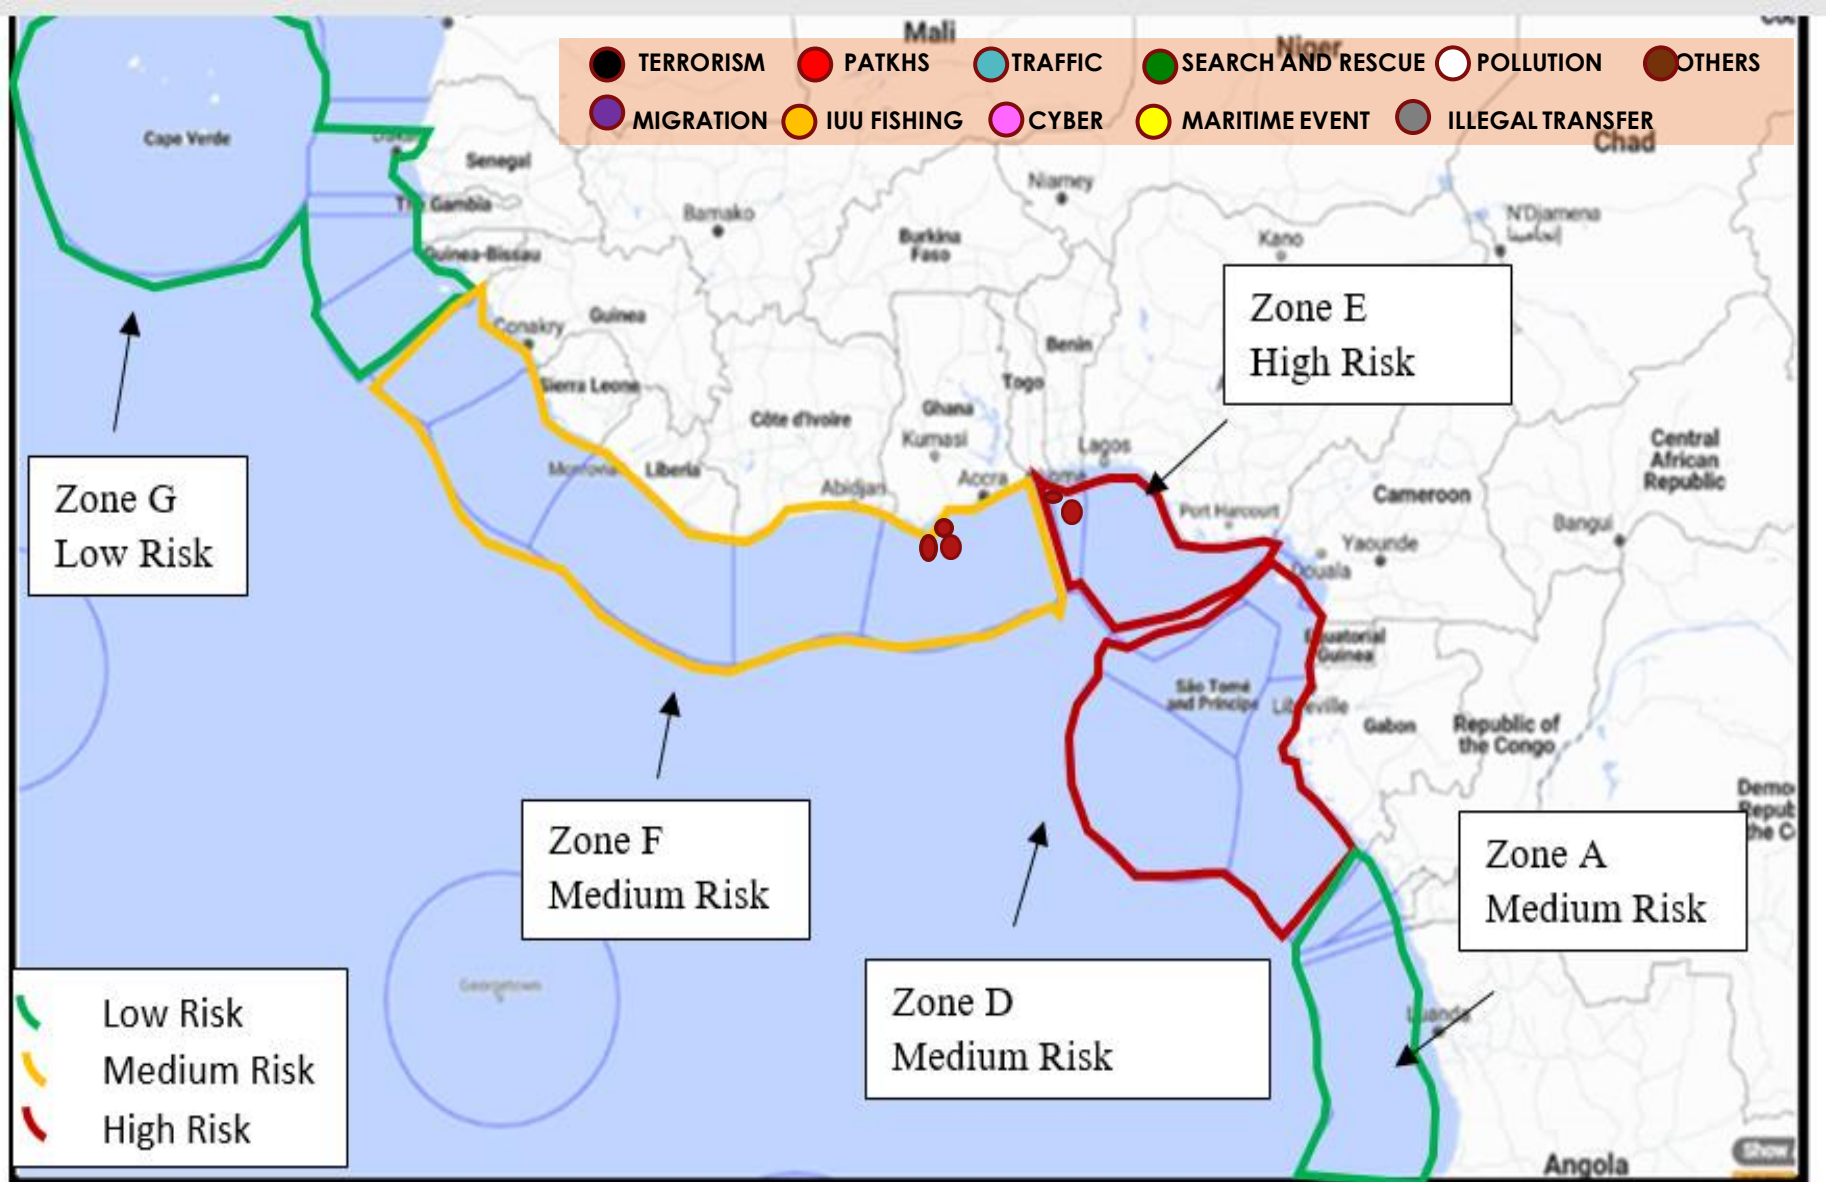 Mali
Niger
TERRORISM
PATKHS
TRAFFIC
SEARCH AND RESCUE
POLLUTION
OTHERS
MIGRATION
IUU FISHING
CYBER
MARITIME EVENT
ILLEGAL TRANSFER
Chad
Cape Verde
Senegal
The Gambia
Guinea-Bissau
Bamako
Niamey
Burkina
Faso
Kano
N'Djamena
Guinea
Conakry
Sierra Leone
Liberia
Côte d'Ivoire
Abidjan
Ghana
Kumasi
Accra
Togo
Benin
Lagos
Zone E
High Risk
Port Harcourt
Cameroon
Yaounde
Douala
Central
African
Republic
Bangui
Equatorial
Guinea
São Tomé
and Príncipe
Libreville
Gabon
Republic of
the Congo
Zone G
Low Risk
Zone F
Medium Risk
Zone D
Medium Risk
Zone A
Medium Risk
Georgetown
Luanda
Angola
Show
Low Risk
Medium Risk
High Risk